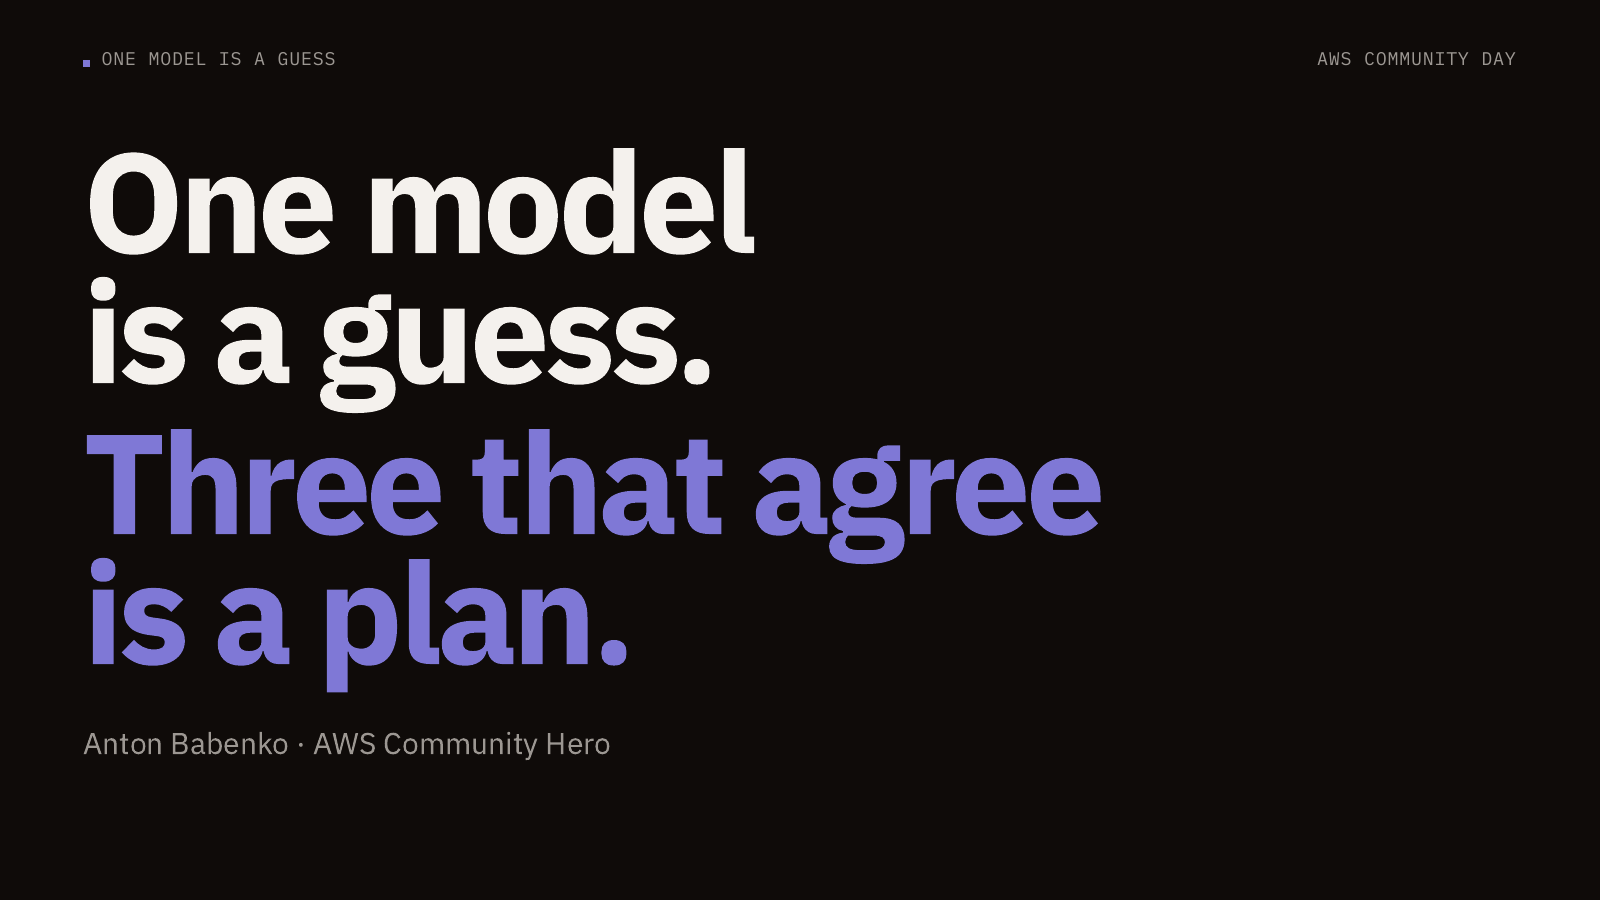 ONE MODEL IS A GUESS
AWS COMMUNITY DAY
One model
is a guess.
Three that agree
is a plan.
Anton Babenko · AWS Community Hero